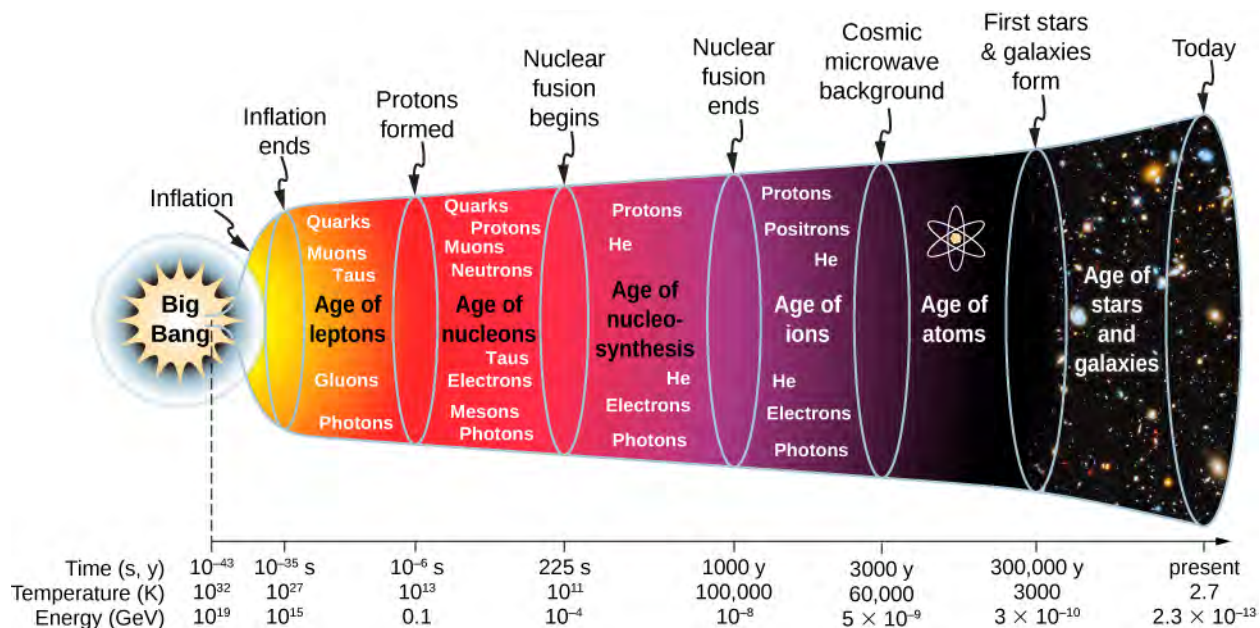 First stars
& galaxies
form
Cosmic
microwave
background
Today
Nuclear
fusion
ends
Nuclear
fusion
begins
Protons
formed
Inflation
ends
Inflation
Big
Bang
Quarks
Muons
Taus
Age of
leptons
Gluons
Photons
Quarks
Protons
Muons
Neutrons
Age of
nucleons
Taus
Electrons
Mesons
Photons
Protons
He
Age of
nucleo-
synthesis
He
Electrons
Photons
Protons
Positrons
He
Age of
ions
He
Electrons
Photons
Age of
atoms
Age of
stars
and
galaxies
Time (s, y) 10⁻⁴³ 10⁻³⁵ s 10⁻⁶ s 225 s 1000 y 3000 y 300,000 y present
Temperature (K) 10³² 10²⁷ 10¹³ 10¹¹ 100,000 60,000 3000 2.7
Energy (GeV) 10¹⁹ 10¹⁵ 0.1 10⁻⁴ 10⁻⁸ 5 × 10⁻⁹ 3 × 10⁻¹⁰ 2.3 × 10⁻¹³